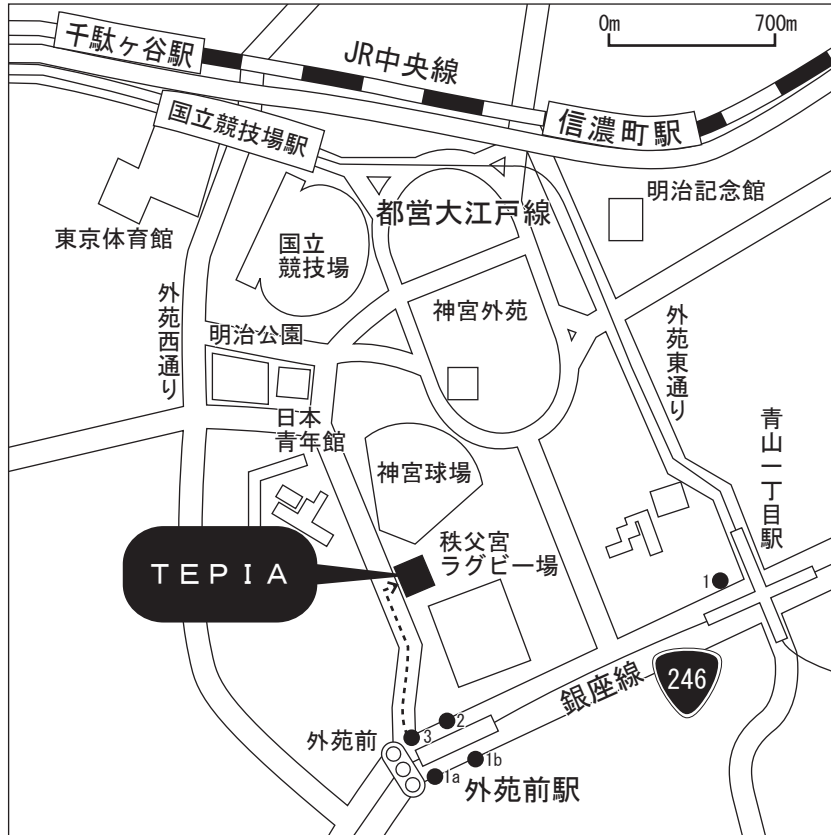 0m 700m
千駄ヶ谷駅
JR中央線
国立競技場駅
信濃町駅
明治記念館
都営大江戸線
東京体育館
国立
競技場
外苑西通り
神宮外苑
外苑東通り
明治公園
日本
青年館
青山一丁目駅
神宮球場
秩父宮
ラグビー場
TEPIA
1
246
銀座線
2
3
外苑前
1b
1a
外苑前駅